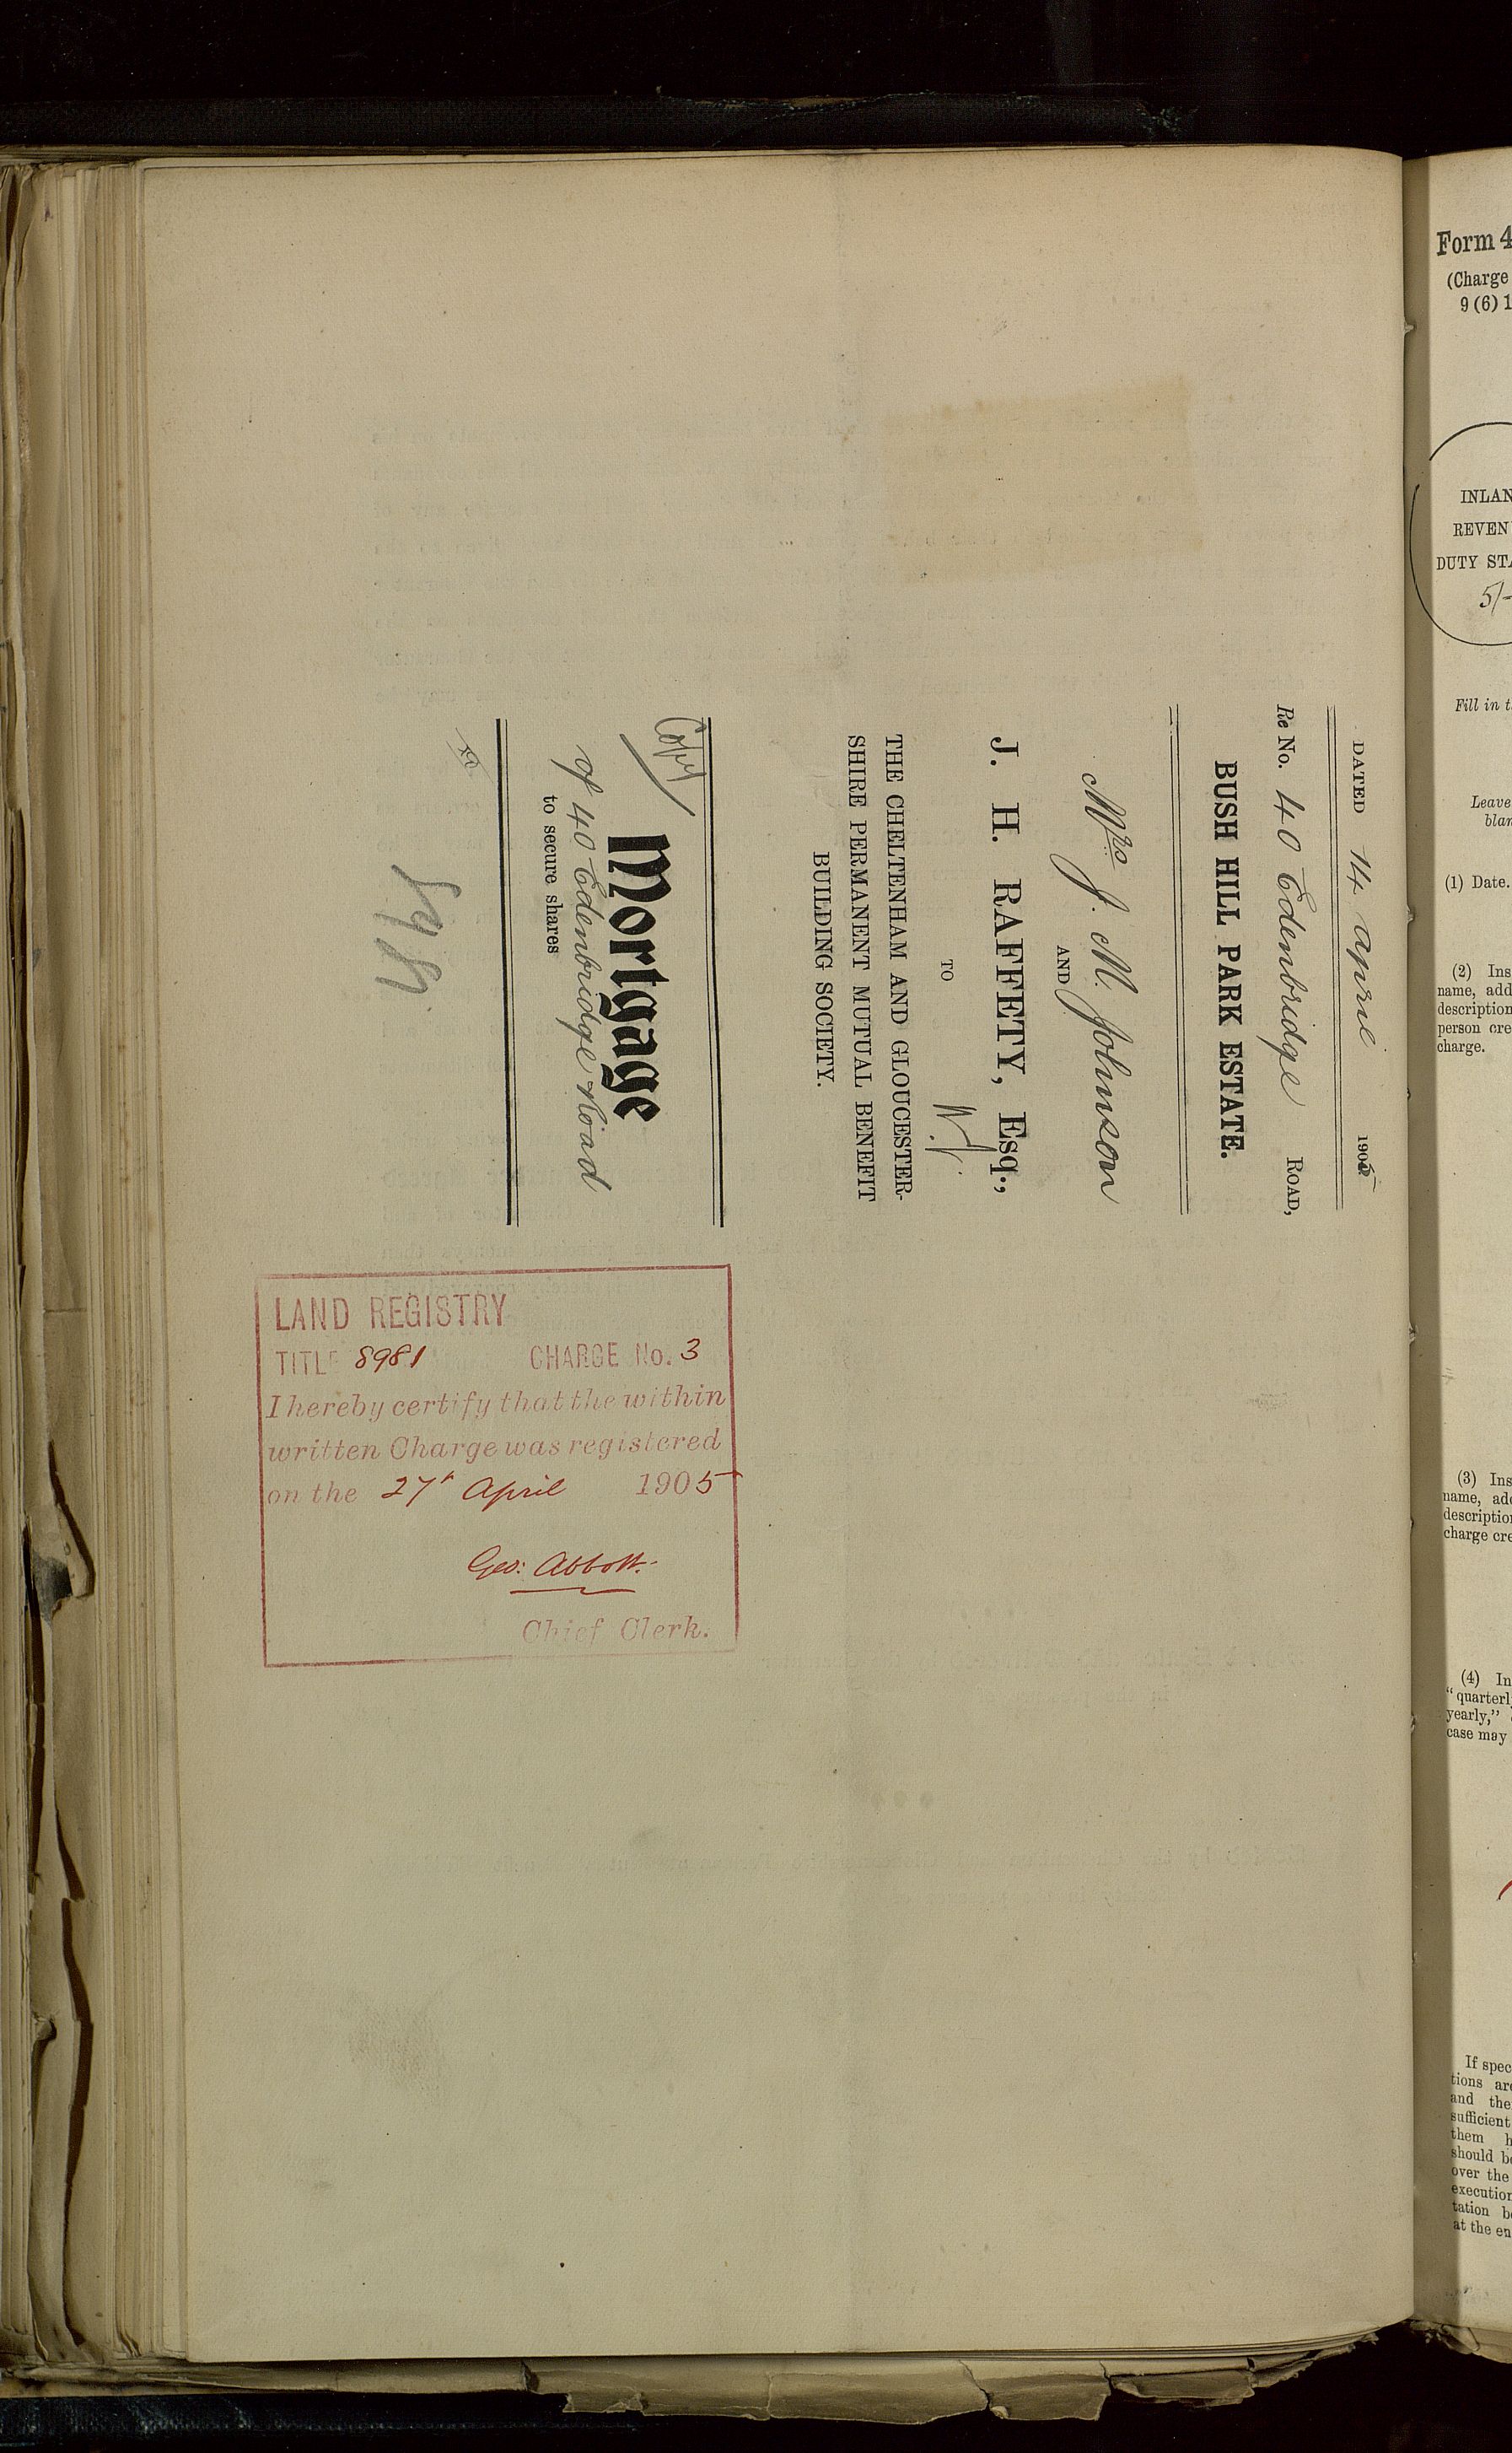 DATED 14 April 1905
Re No. 40 Edenbridge ROAD,
BUSH HILL PARK ESTATE.
Mrs J. M. Johnson
AND
J. H. RAFFETY, Esq.,
TO
THE CHELTENHAM AND GLOUCESTER-
SHIRE PERMANENT MUTUAL BENEFIT
BUILDING SOCIETY.
Copy
Mortgage
of 40 Edenbridge Road
to secure shares
LAND REGISTRY
TITLE 8981 CHARGE No. 3
I hereby certify that the within
written Charge was registered
on the 27" April 1905
Geo: Abbott.
Chief Clerk.
Form 4
(Charge
9 (6) 1
INLAN
REVEN
DUTY STA
5/-
Fill in t
Leave
blan
(1) Date.
(2) Ins
name, add
description
person cre
charge.
(3) Ins
name, add
description
charge cre
(4) In
"quarterl
yearly,"
case may
If spec
tions are
and the
sufficient
them h
should be
over the
execution
tation be
at the en